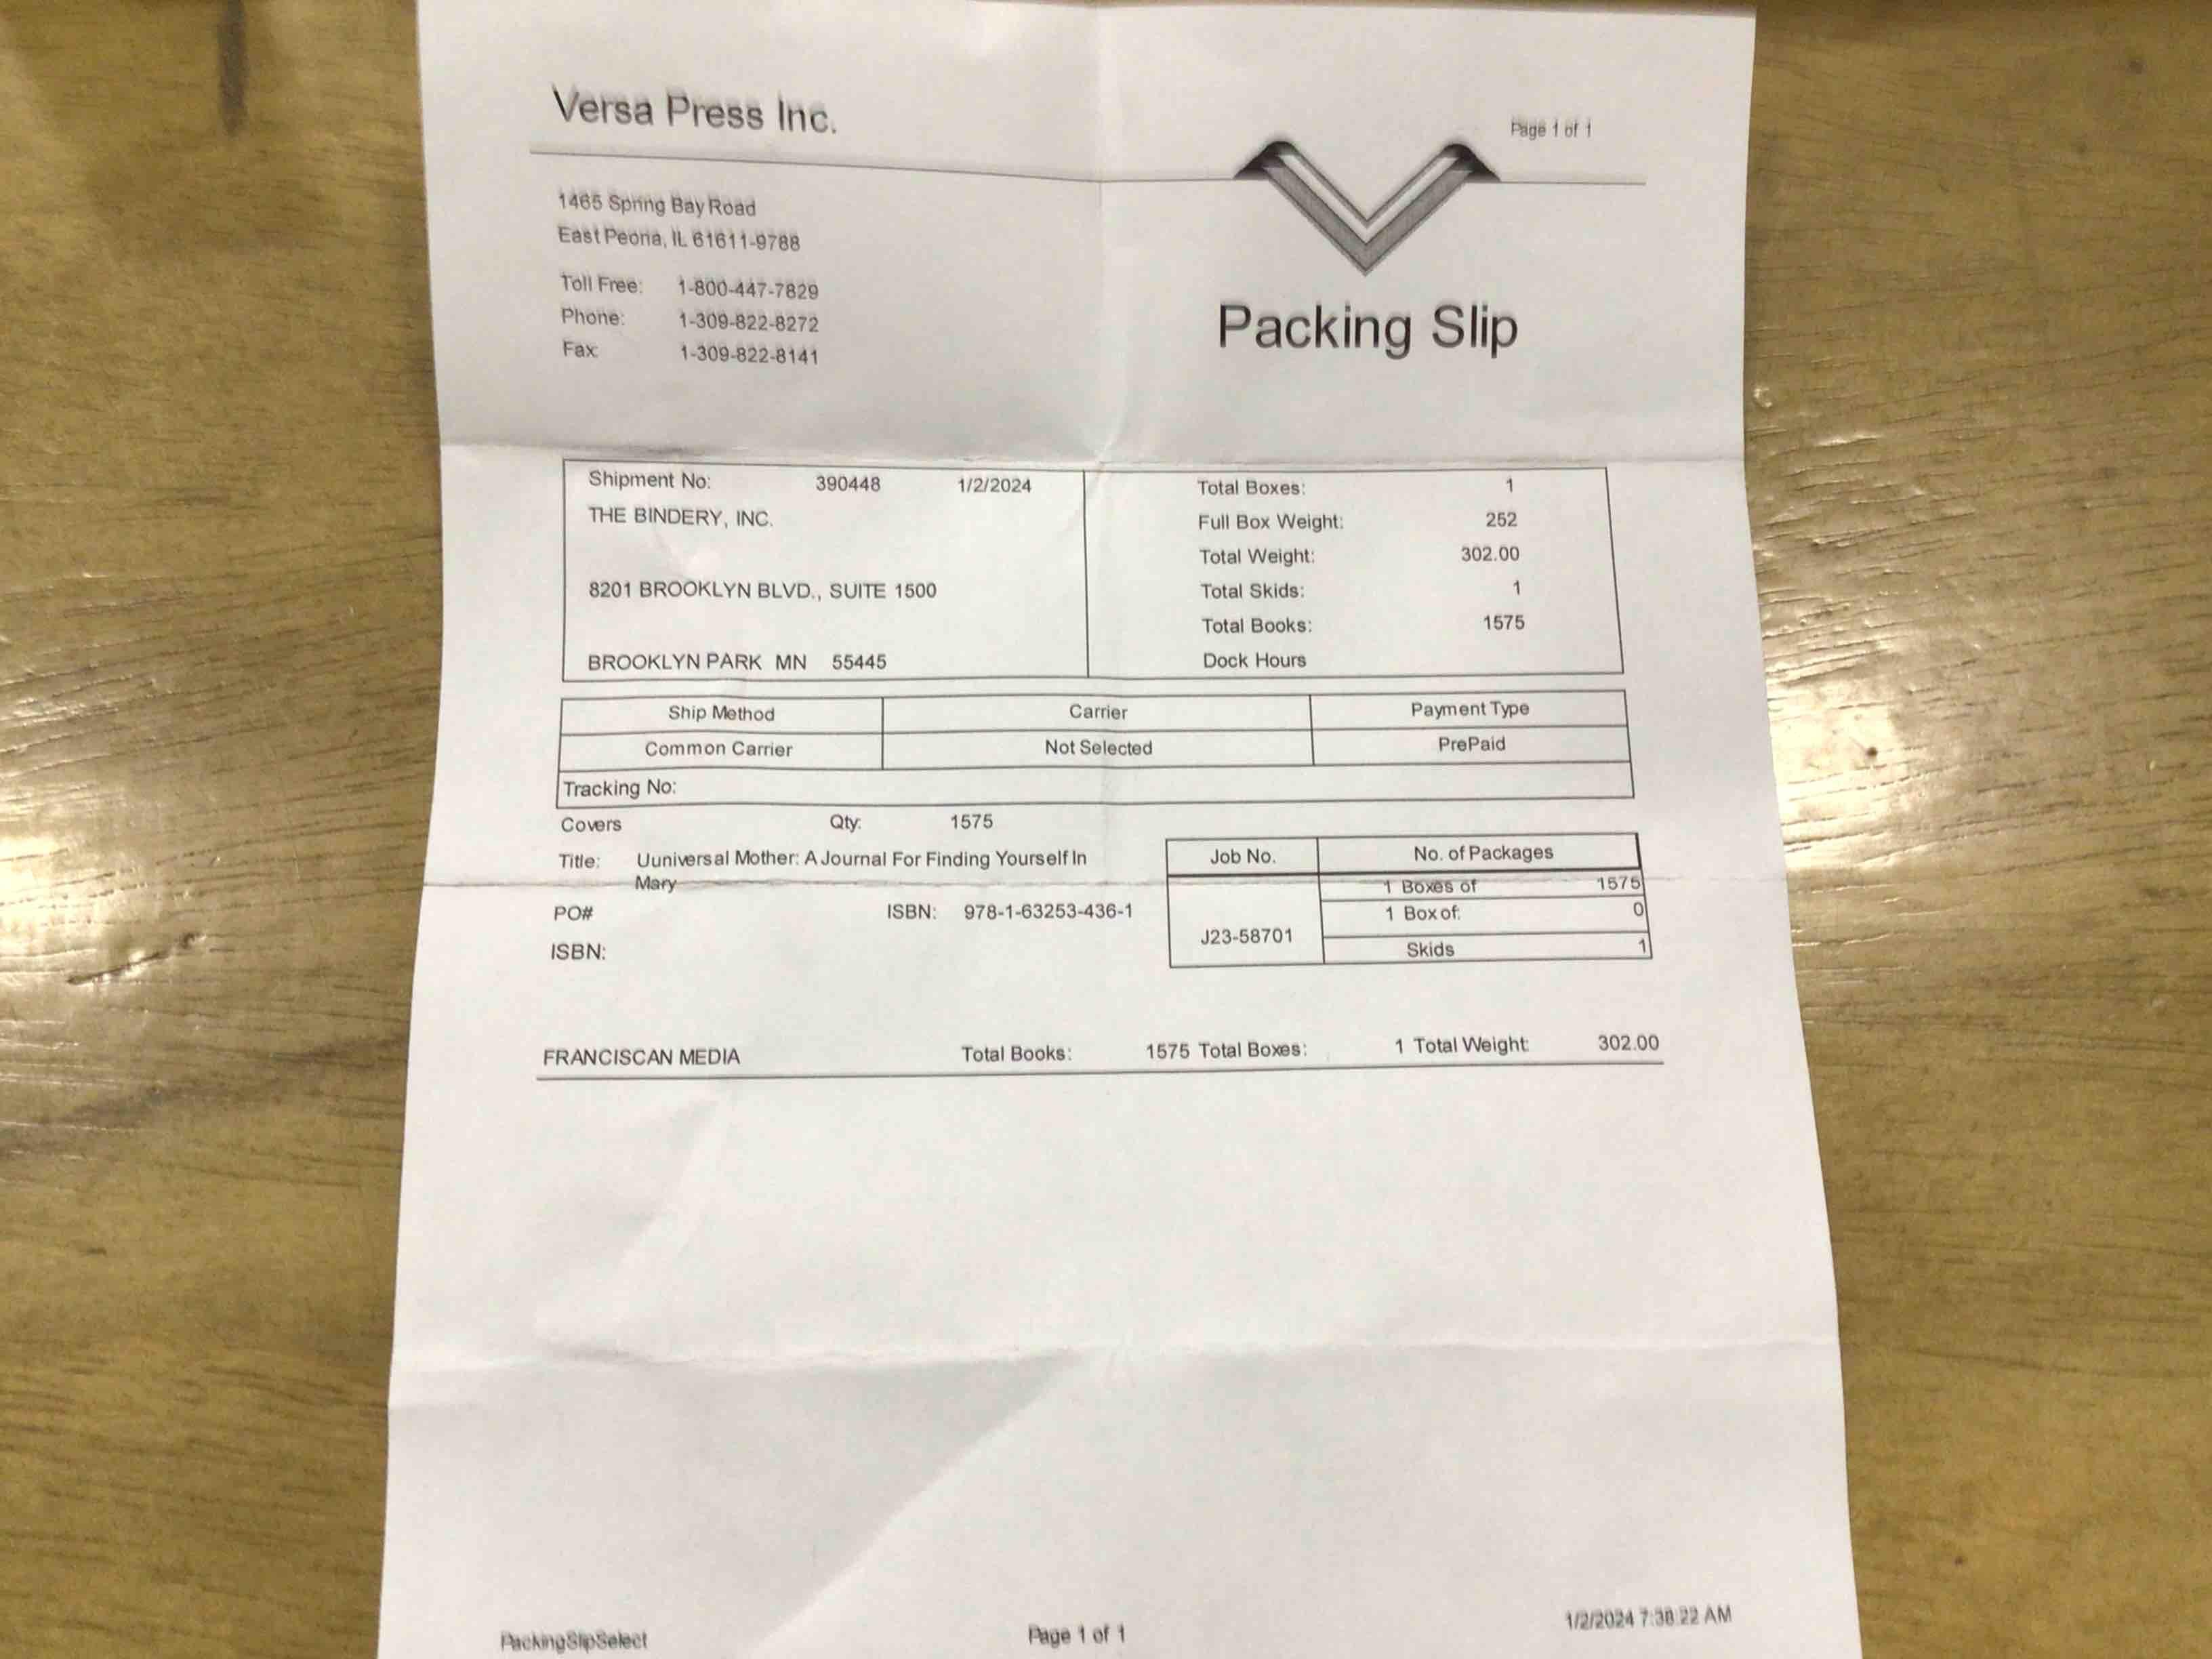 Versa Press Inc.
Page 1 of 1
1465 Spring Bay Road
East Peoria, IL 61611-9788
Toll Free: 1-800-447-7829
Phone: 1-309-822-8272
Fax: 1-309-822-8141
Packing Slip
Shipment No: 390448 1/2/2024
THE BINDERY, INC.
8201 BROOKLYN BLVD., SUITE 1500
BROOKLYN PARK MN 55445
Total Boxes: 1
Full Box Weight: 252
Total Weight: 302.00
Total Skids: 1
Total Books: 1575
Dock Hours
Ship Method Carrier Payment Type
Common Carrier Not Selected PrePaid
Tracking No:
Covers Qty: 1575
Title: Uuniversal Mother: A Journal For Finding Yourself In
Mary
PO# ISBN: 978-1-63253-436-1
ISBN:
Job No. No. of Packages
1 Boxes of 1575
1 Box of: 0
J23-58701
Skids 1
FRANCISCAN MEDIA Total Books: 1575 Total Boxes: 1 Total Weight: 302.00
PackingSlipSelect Page 1 of 1 1/2/2024 7:38:22 AM